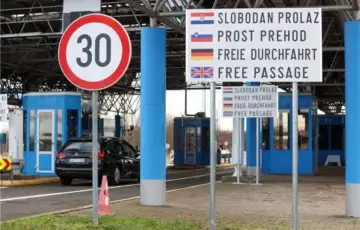 30
SLOBODAN PROLAZ
PROST PREHOD
FREIE DURCHFAHRT
FREE PASSAGE
SLOBODAN PROLAZ
PROST PREHOD
FREIE DURCHFAHRT
FREE PASSAGE